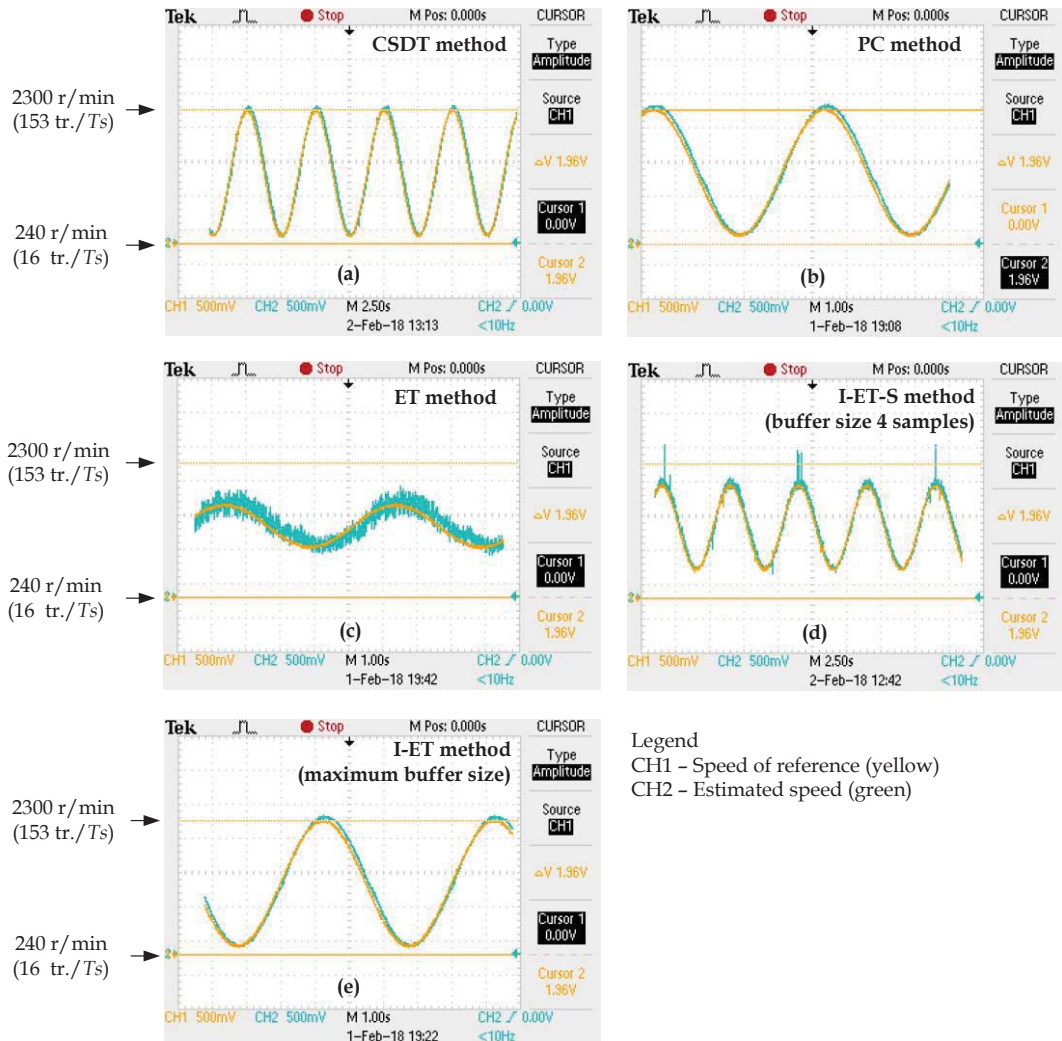 Tek Stop M Pos: 0.000s CURSOR
CSDT method
Type
Amplitude
2300 r/min
(153 tr./Ts)
Source
CH1
△V 1.96V
Cursor 1
0.00V
240 r/min
(16 tr./Ts)
2
Cursor 2
1.96V
(a)
CH1 500mV CH2 500mV M 2.50s CH2 / 0.00V
2-Feb-18 13:13 <10Hz
Tek Stop M Pos: 0.000s CURSOR
PC method
Type
Amplitude
Source
CH1
△V 1.96V
Cursor 1
0.00V
2
Cursor 2
1.96V
(b)
CH1 500mV CH2 500mV M 1.00s CH2 / 0.00V
1-Feb-18 19:08 <10Hz
Tek Stop M Pos: 0.000s CURSOR
ET method
Type
Amplitude
2300 r/min
(153 tr./Ts)
Source
CH1
△V 1.96V
Cursor 1
0.00V
240 r/min
(16 tr./Ts)
2
Cursor 2
1.96V
(c)
CH1 500mV CH2 500mV M 1.00s CH2 / 0.00V
1-Feb-18 19:42 <10Hz
Tek Stop M Pos: 0.000s CURSOR
I-ET-S method
(buffer size 4 samples)
Type
Amplitude
Source
CH1
△V 1.96V
Cursor 1
0.00V
2
Cursor 2
1.96V
(d)
CH1 500mV CH2 500mV M 2.50s CH2 / 0.00V
2-Feb-18 12:42 <10Hz
Tek Stop M Pos: 0.000s CURSOR
I-ET method
(maximum buffer size)
Type
Amplitude
2300 r/min
(153 tr./Ts)
Source
CH1
△V 1.96V
Cursor 1
0.00V
240 r/min
(16 tr./Ts)
2
Cursor 2
1.96V
(e)
CH1 500mV CH2 500mV M 1.00s CH2 / 0.00V
1-Feb-18 19:22 <10Hz
Legend
CH1 – Speed of reference (yellow)
CH2 – Estimated speed (green)